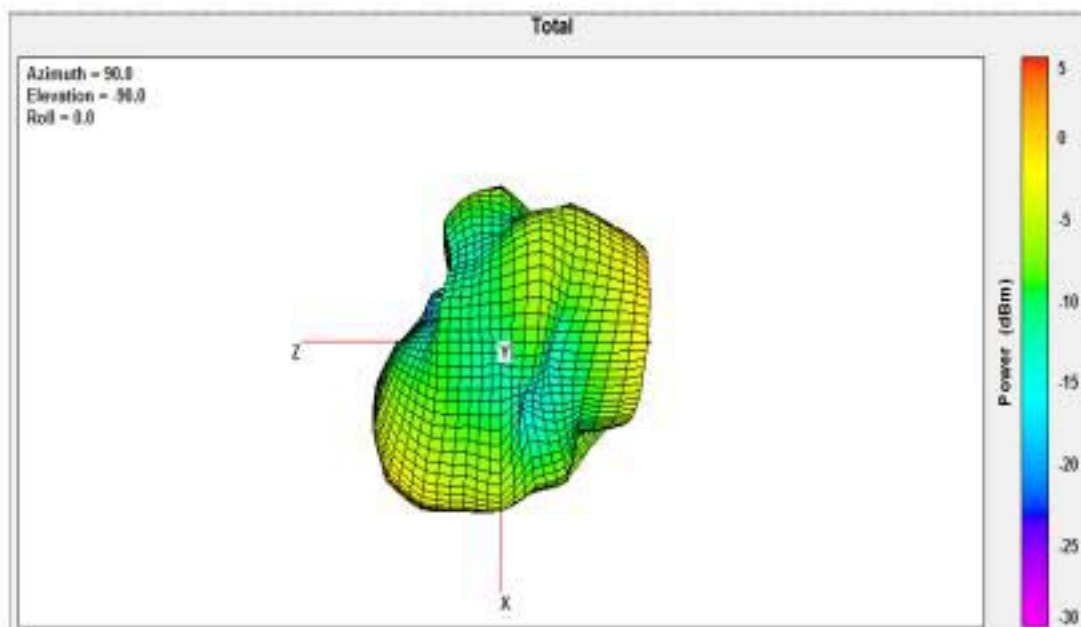 Total
Azimuth = 90.0
Elevation = -90.0
Roll = 0.0
Z
Y
X
5
0
-5
-10
-15
-20
-25
-30
Power (dBm)